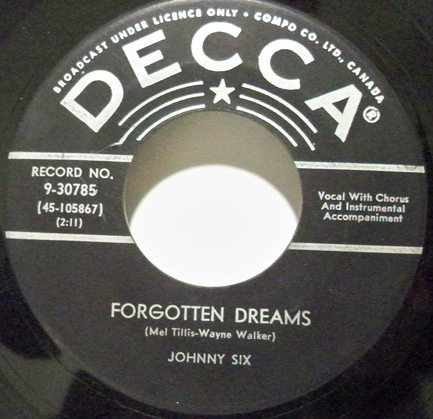 BROADCAST UNDER LICENCE ONLY • COMPO CO. LTD., CANADA
DECCA®
RECORD NO.
9-30785
(45-105867)
(2:11)
Vocal With Chorus
And Instrumental
Accompaniment
FORGOTTEN DREAMS
(Mel Tillis-Wayne Walker)
JOHNNY SIX